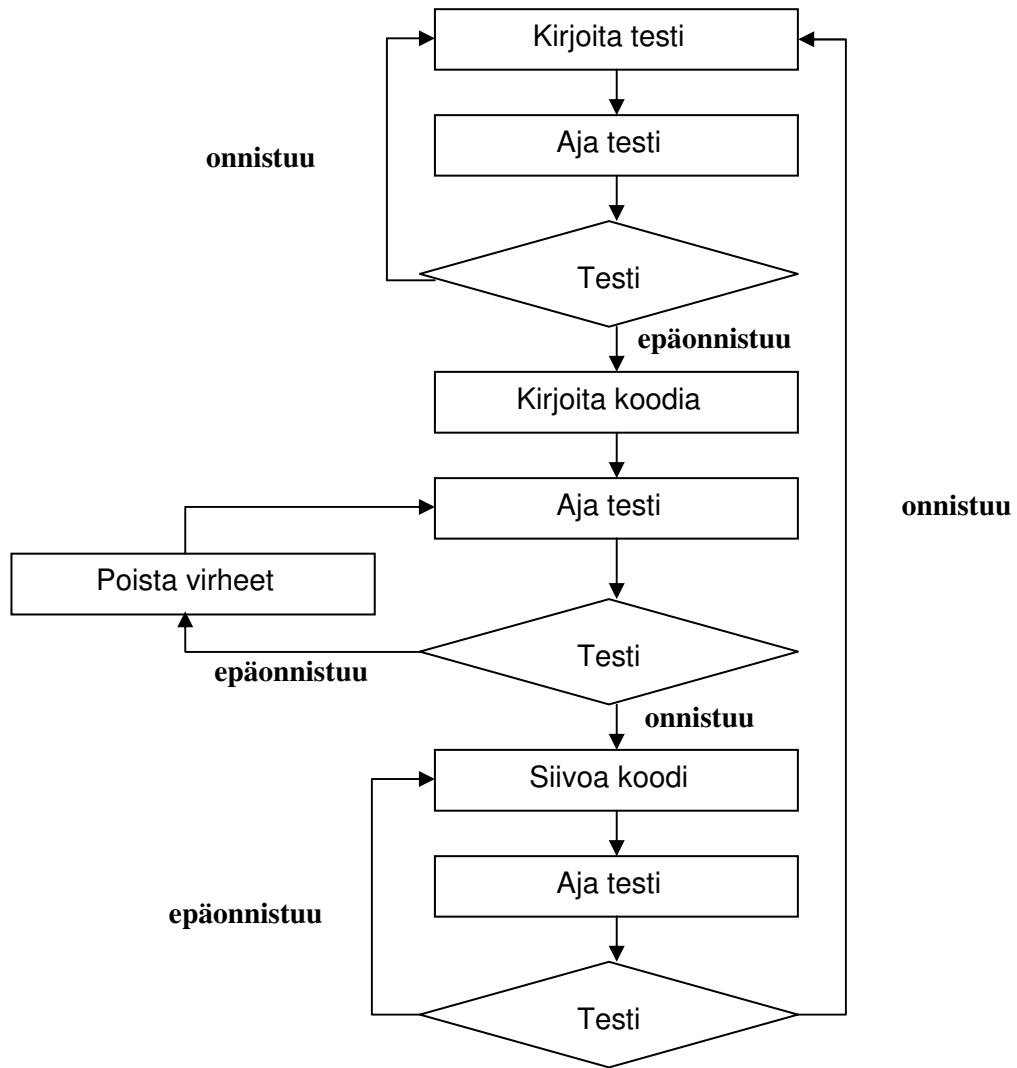 Kirjoita testi
Aja testi
onnistuu
Testi
epäonnistuu
Kirjoita koodia
Aja testi
onnistuu
Poista virheet
Testi
epäonnistuu
onnistuu
Siivoa koodi
Aja testi
epäonnistuu
Testi